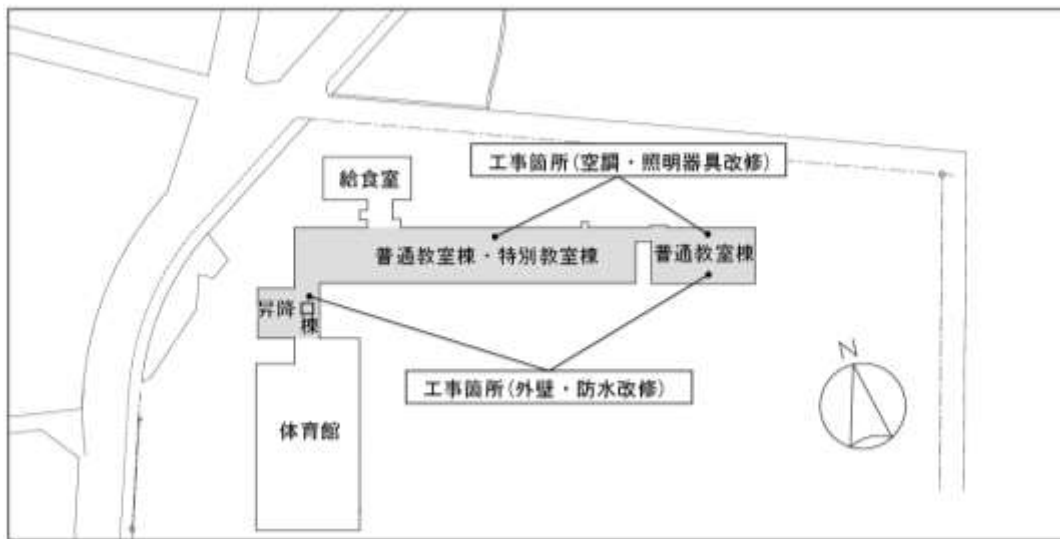 工事箇所(空調・照明器具改修)
給食室
普通教室棟・特別教室棟
普通教室棟
昇降口棟
工事箇所(外壁・防水改修)
体育館
N